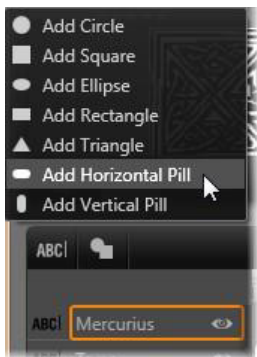 Add Circle
Add Square
Add Ellipse
Add Rectangle
Add Triangle
Add Horizontal Pill
Add Vertical Pill
ABC
ABC Mercurius